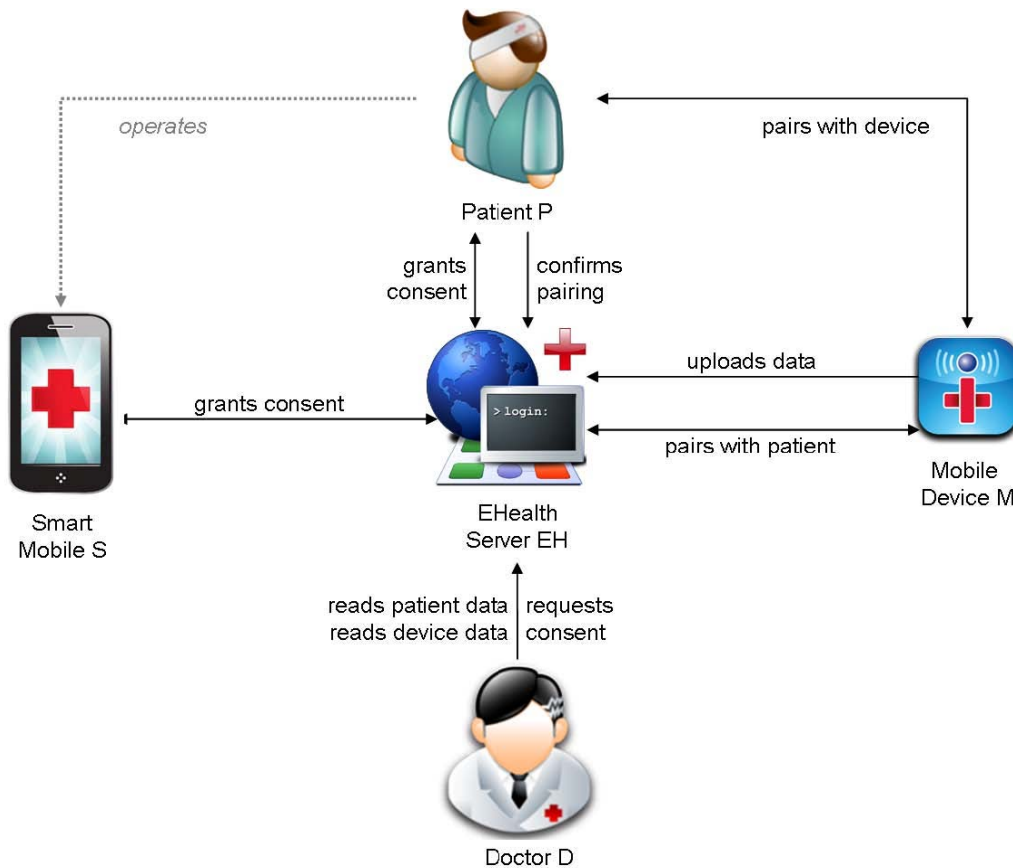 operates
pairs with device
Patient P
grants
consent
confirms
pairing
uploads data
> login:
grants consent
pairs with patient
Smart
Mobile S
EHealth
Server EH
Mobile
Device M
reads patient data
reads device data
requests
consent
Doctor D